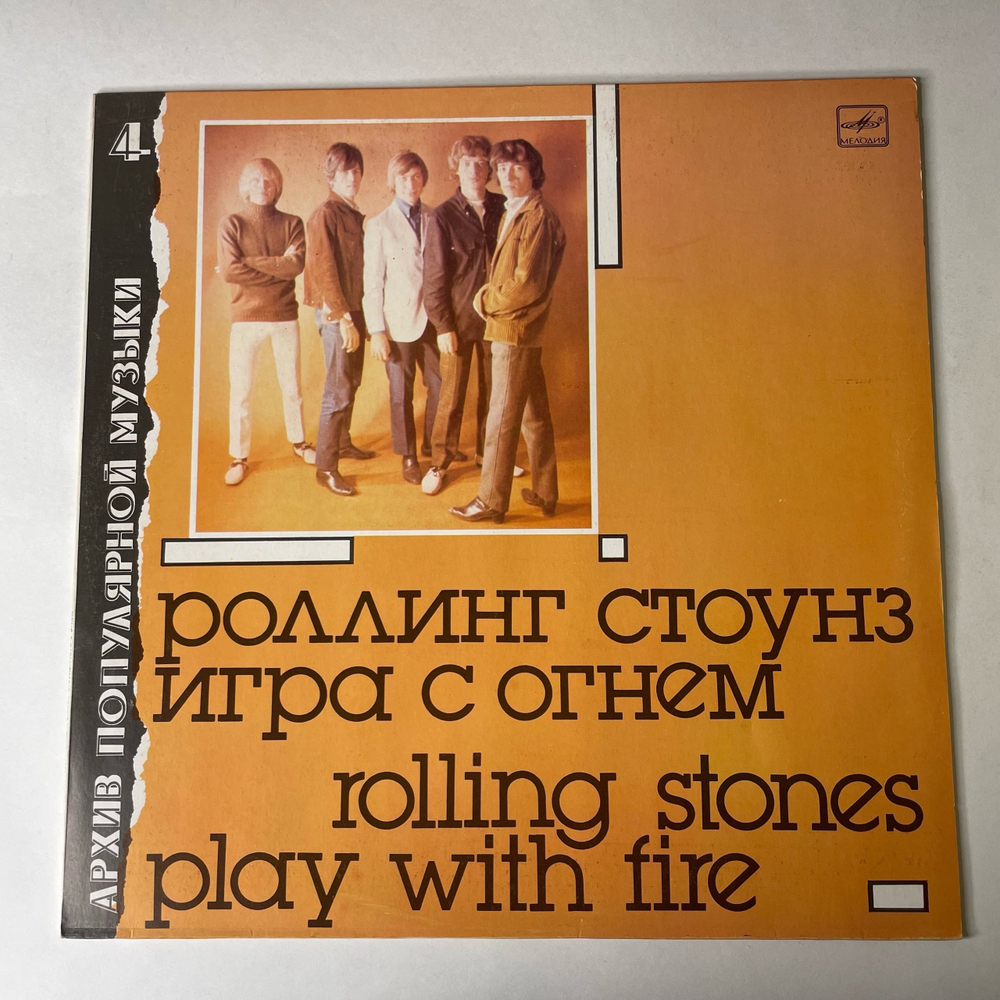 4
АРХИВ ПОПУЛЯРНОЙ МУЗЫКИ
МЕЛОДИЯ
®
РОЛЛИНГ СТОУНЗ
ИГРА С ОГНЕМ
rolling stones
play with fire